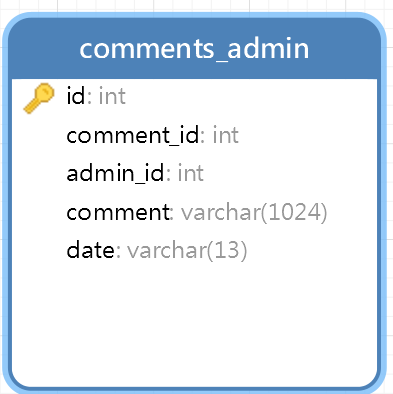 comments_admin
id: int
comment_id: int
admin_id: int
comment: varchar(1024)
date: varchar(13)